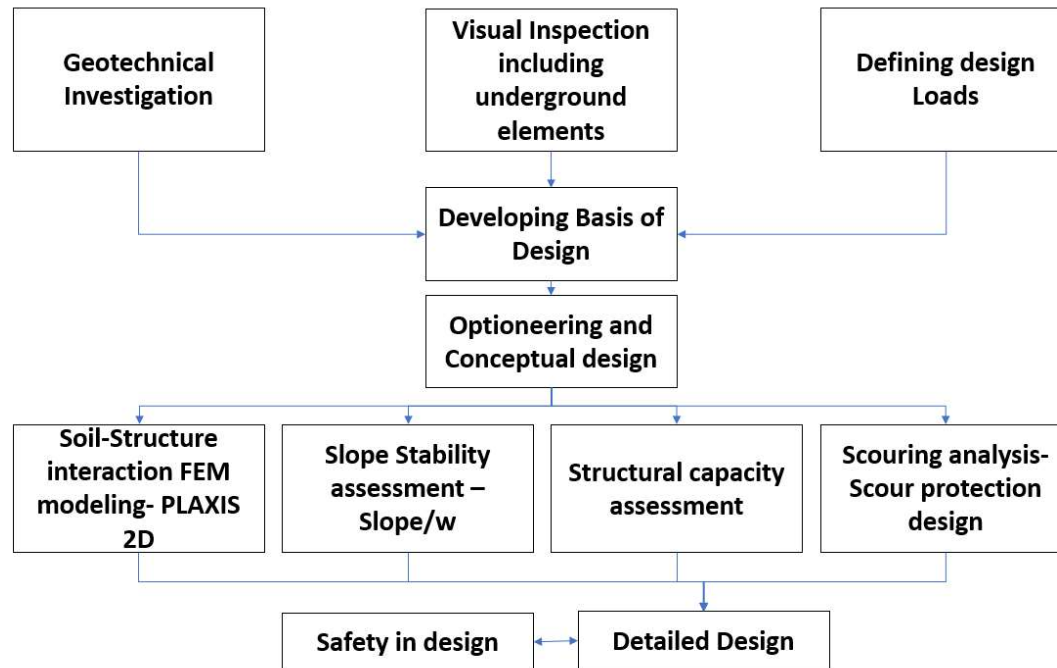 Geotechnical
Investigation
Visual Inspection
including
underground
elements
Defining design
Loads
Developing Basis of
Design
Optioneering and
Conceptual design
Soil-Structure
interaction FEM
modeling- PLAXIS
2D
Slope Stability
assessment –
Slope/w
Structural capacity
assessment
Scouring analysis-
Scour protection
design
Safety in design
Detailed Design